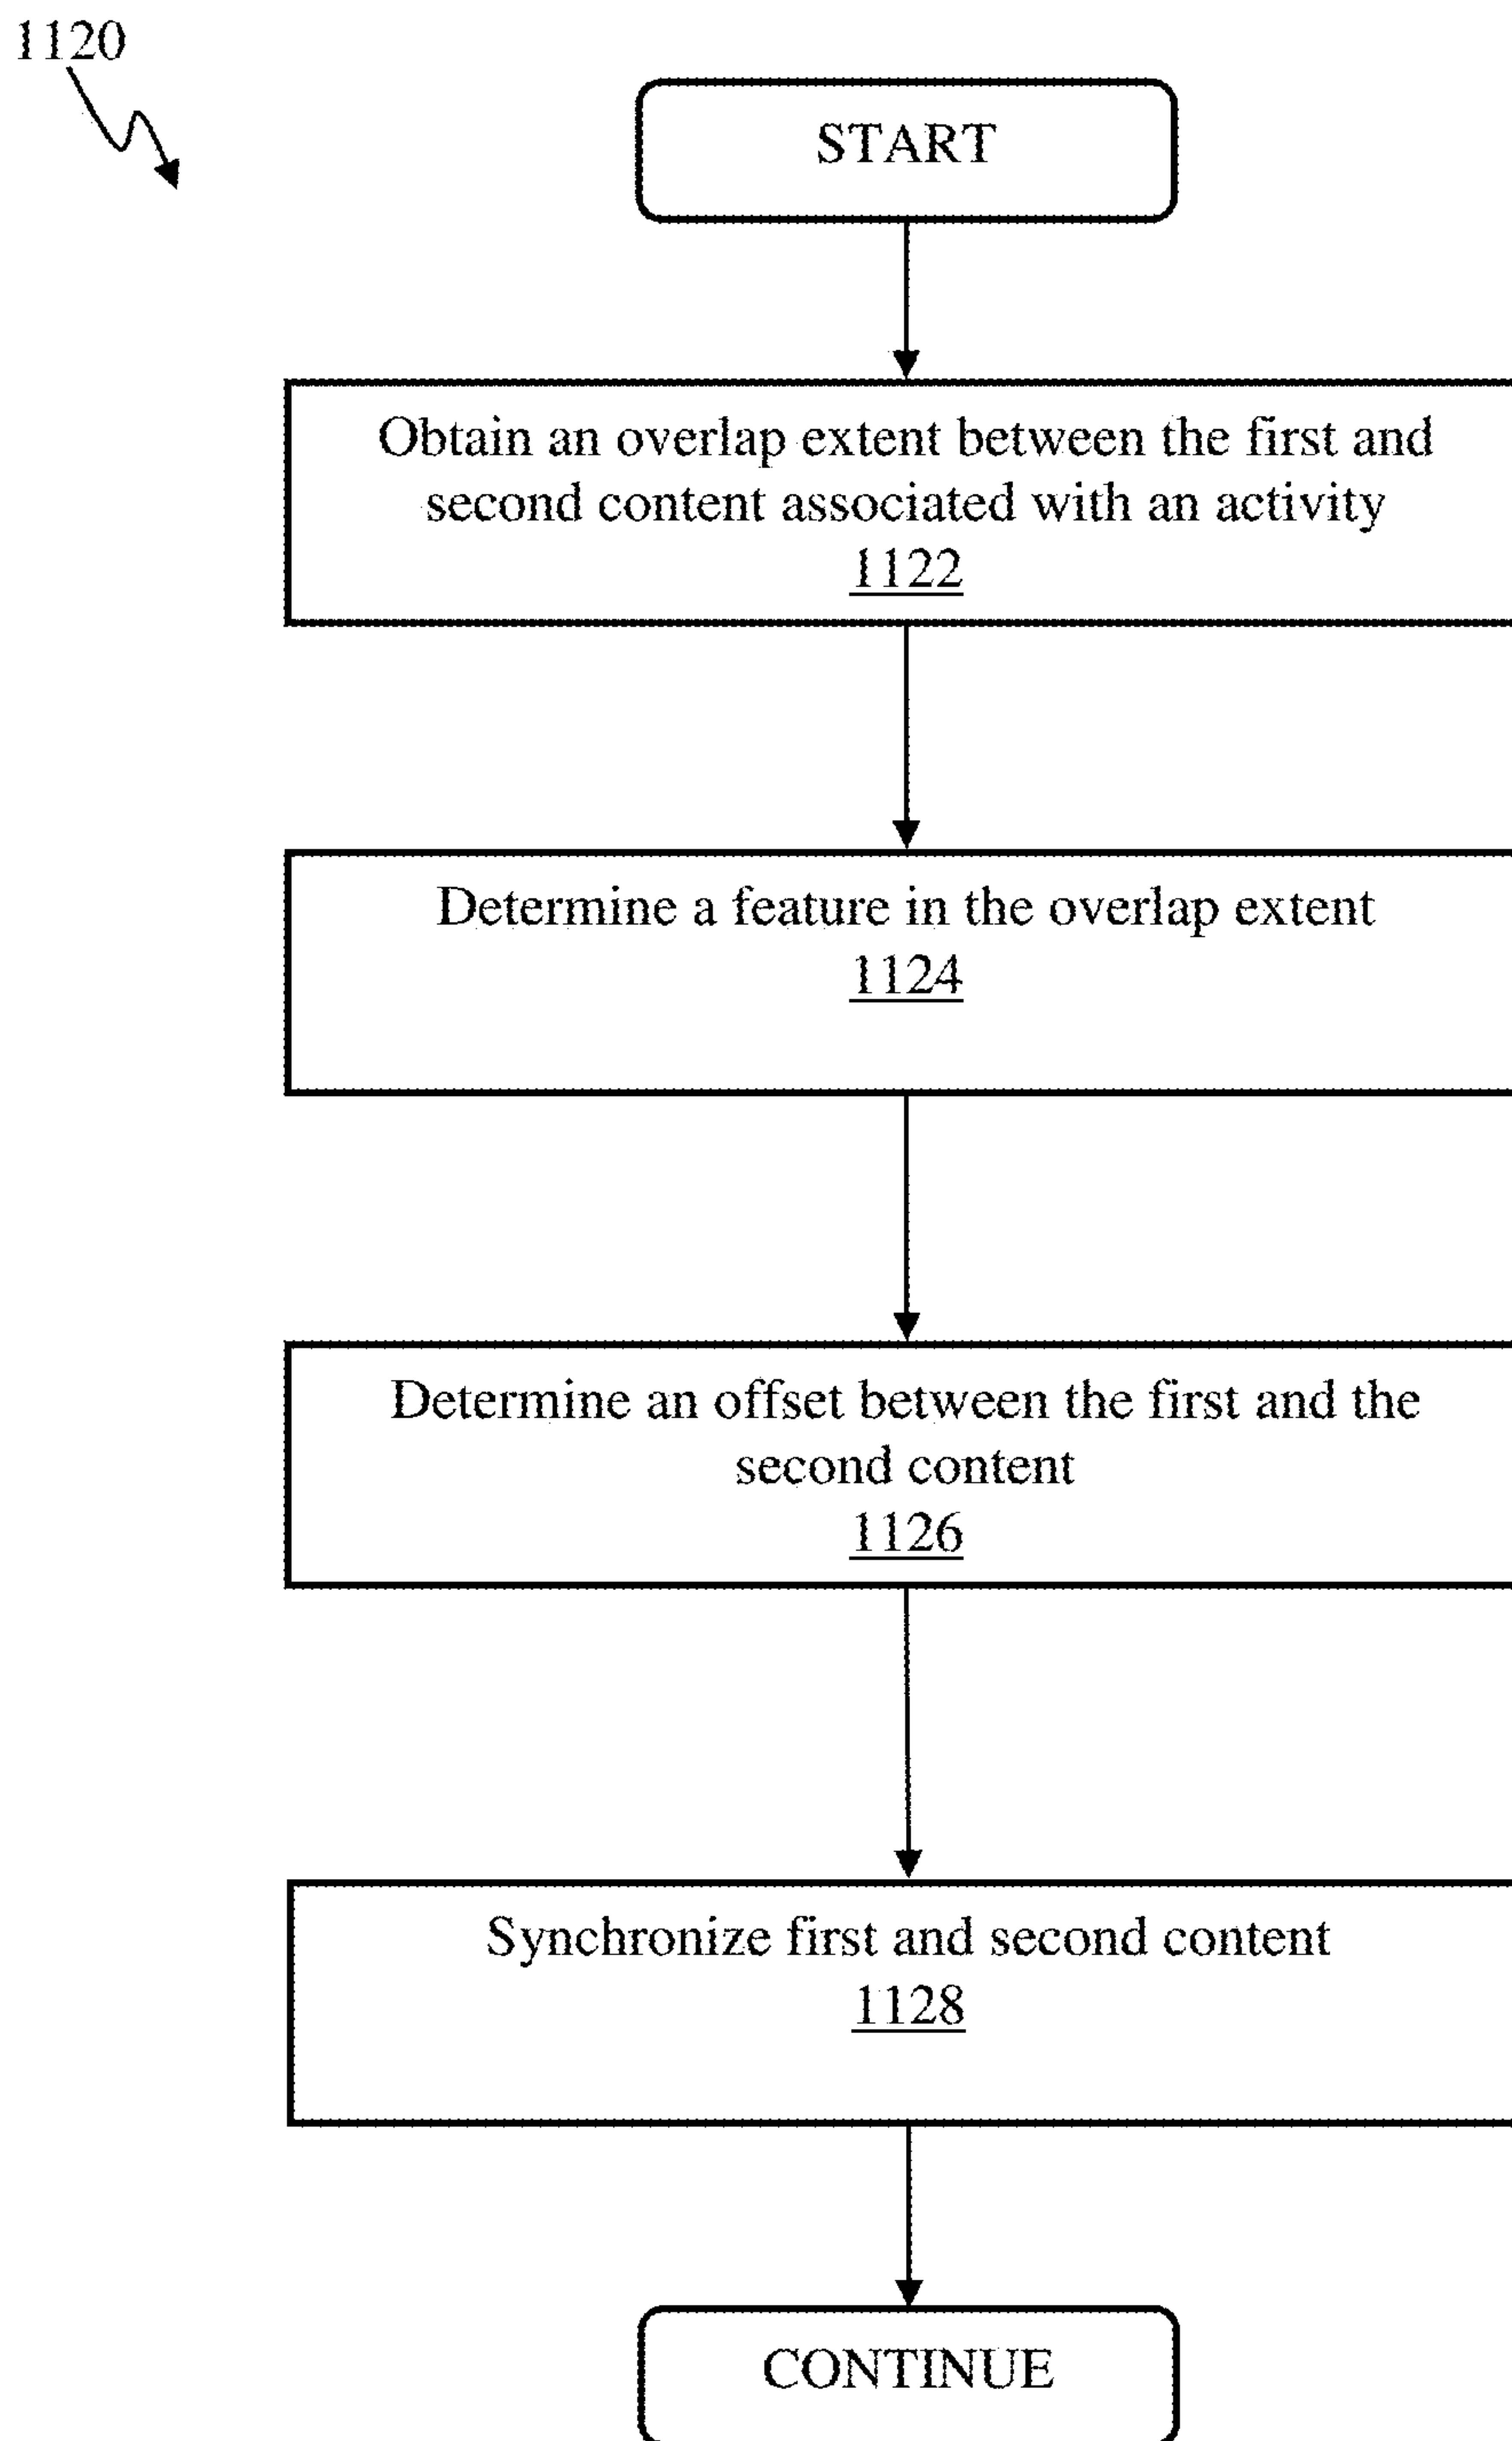 1120
START
Obtain an overlap extent between the first and
second content associated with an activity
1122
Determine a feature in the overlap extent
1124
Determine an offset between the first and the
second content
1126
Synchronize first and second content
1128
CONTINUE